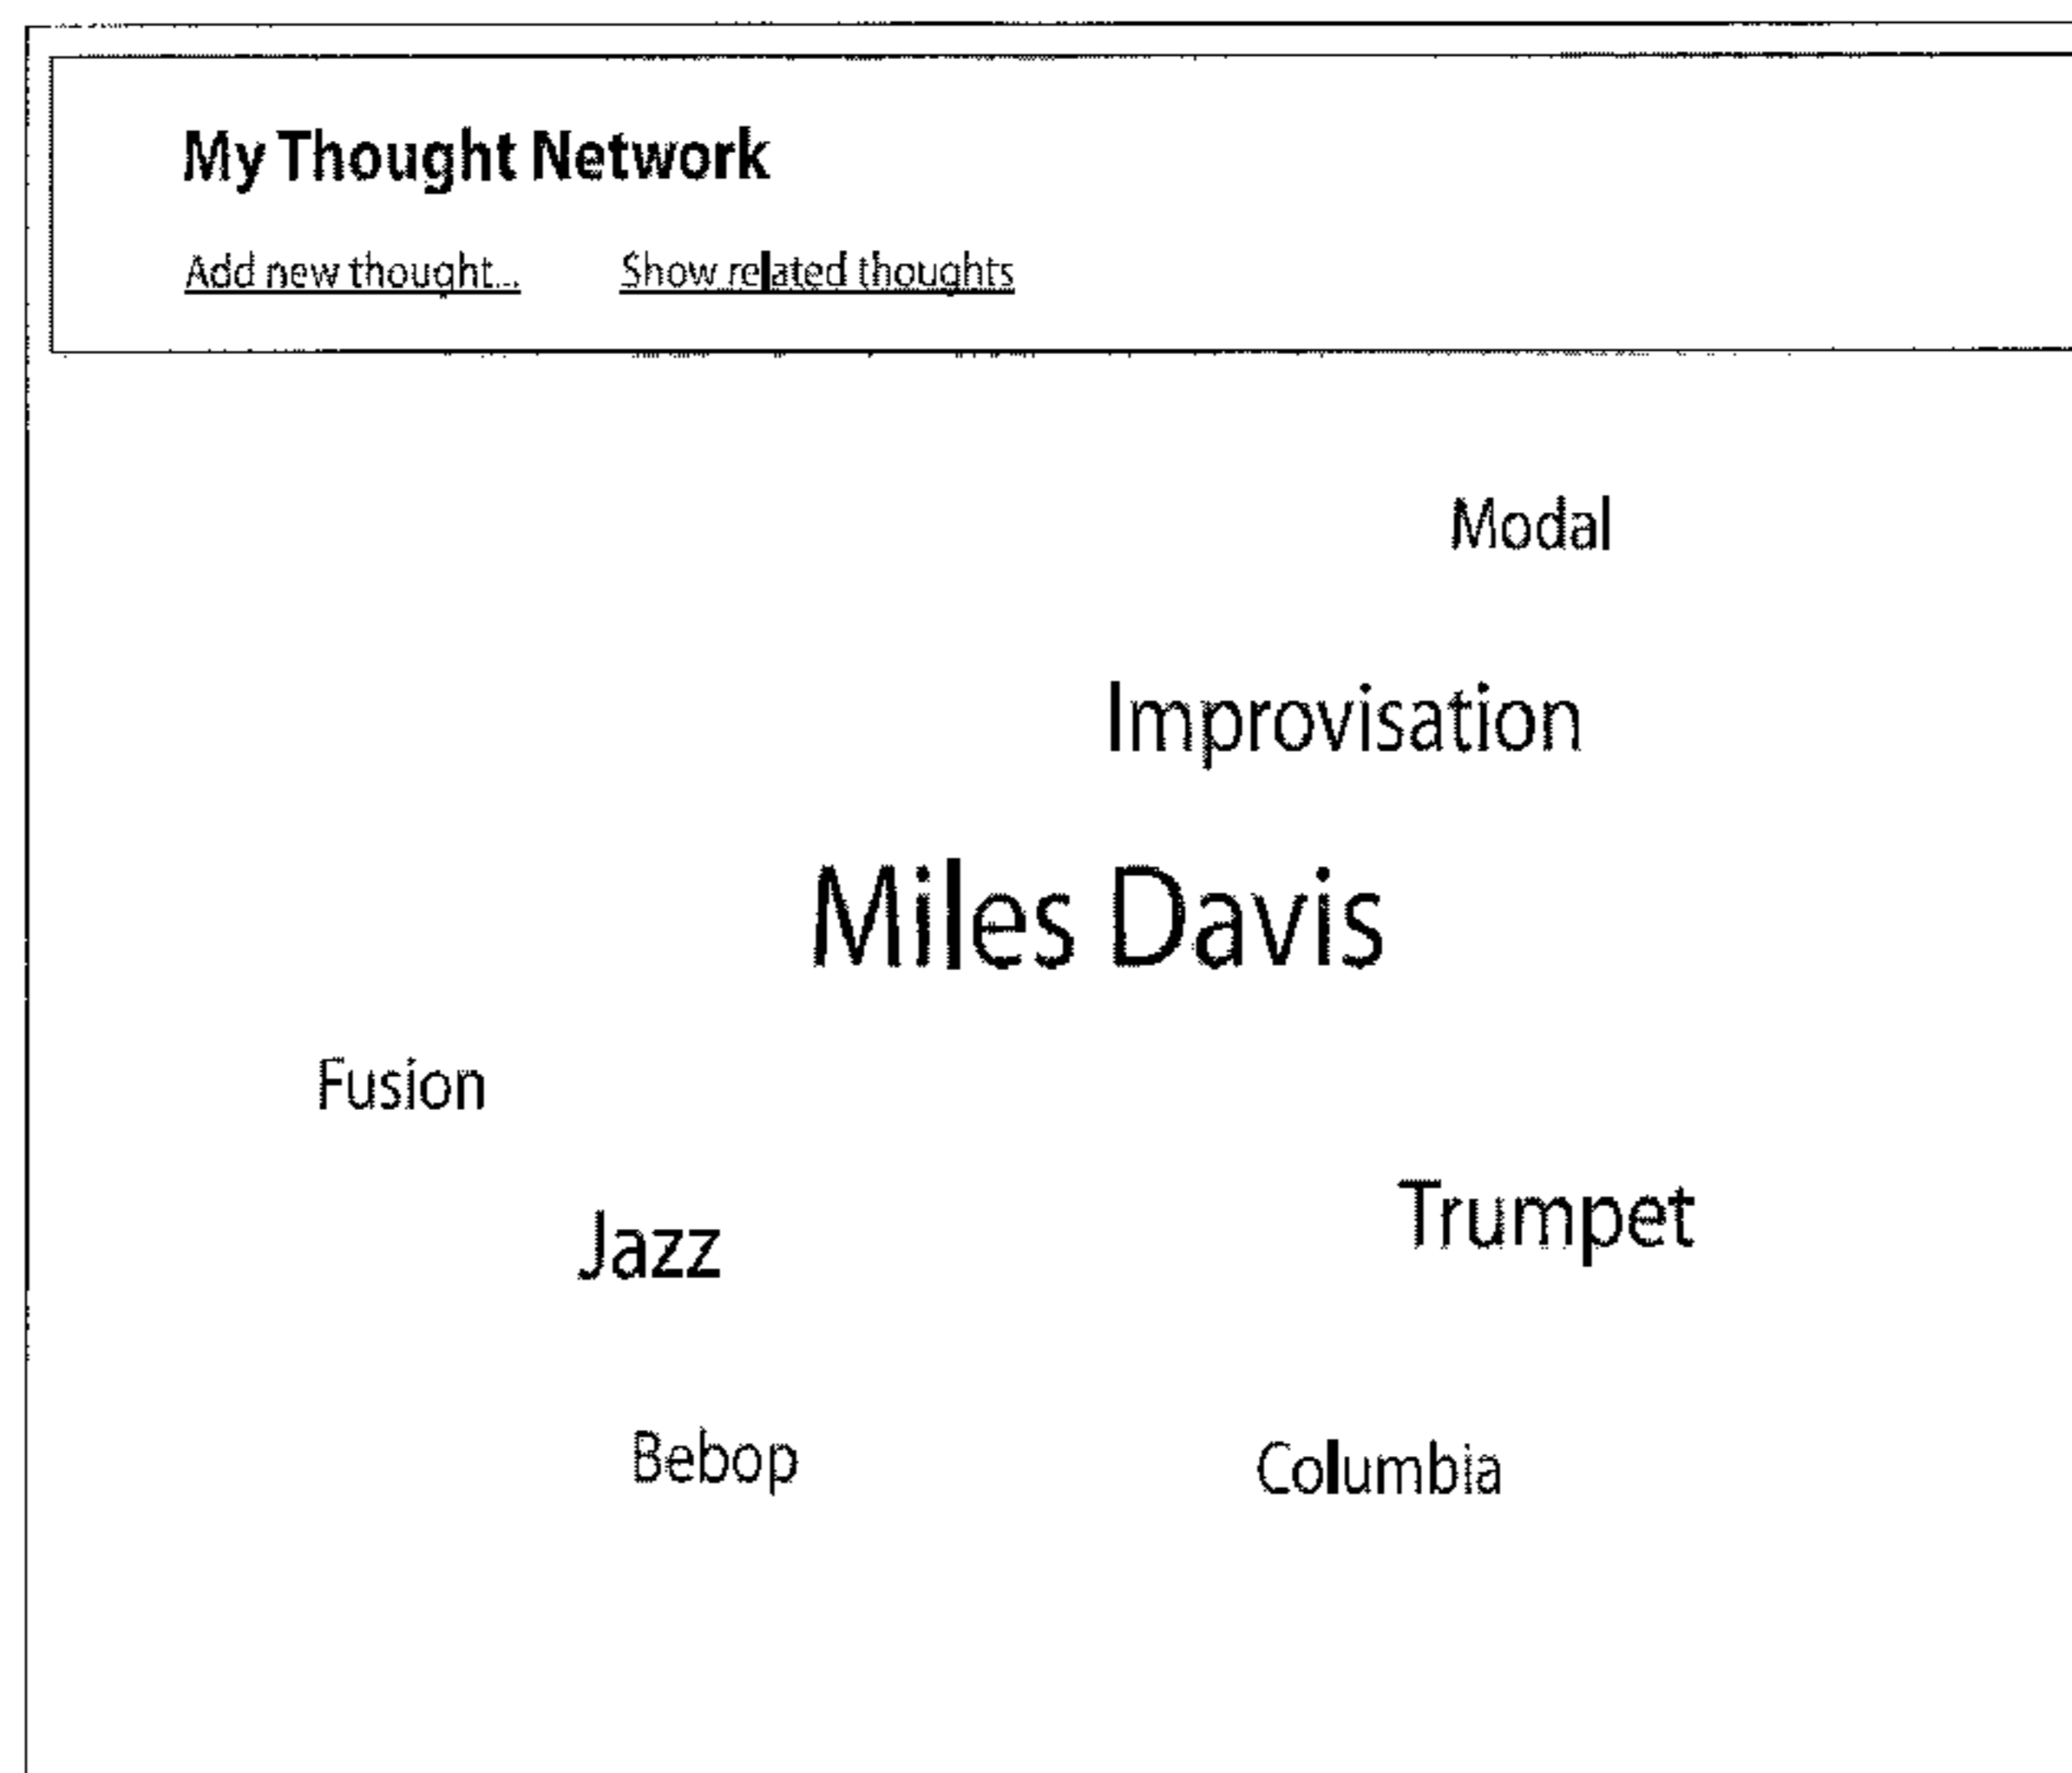 My Thought Network
Add new thought... Show related thoughts
Modal
Improvisation
Miles Davis
Fusion
Trumpet
Jazz
Bebop
Columbia